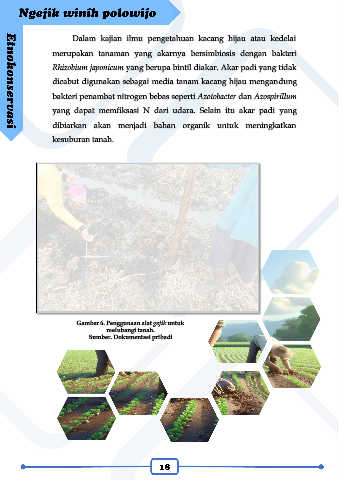 Ngejik winih polowijo
Etnokonservasi
Dalam kajian ilmu pengetahuan kacang hijau atau kedelai
merupakan tanaman yang akarnya bersimbiosis dengan bakteri
Rhizobium japonicum yang berupa bintil diakar. Akar padi yang tidak
dicabut digunakan sebagai media tanam kacang hijau mengandung
bakteri penambat nitrogen bebas seperti Azotobacter dan Azospirillum
yang dapat memfiksasi N dari udara. Selain itu akar padi yang
dibiarkan akan menjadi bahan organik untuk meningkatkan
kesuburan tanah.
Gambar 6. Penggunaan alat gejik untuk
melubangi tanah.
Sumber. Dokumentasi pribadi
18